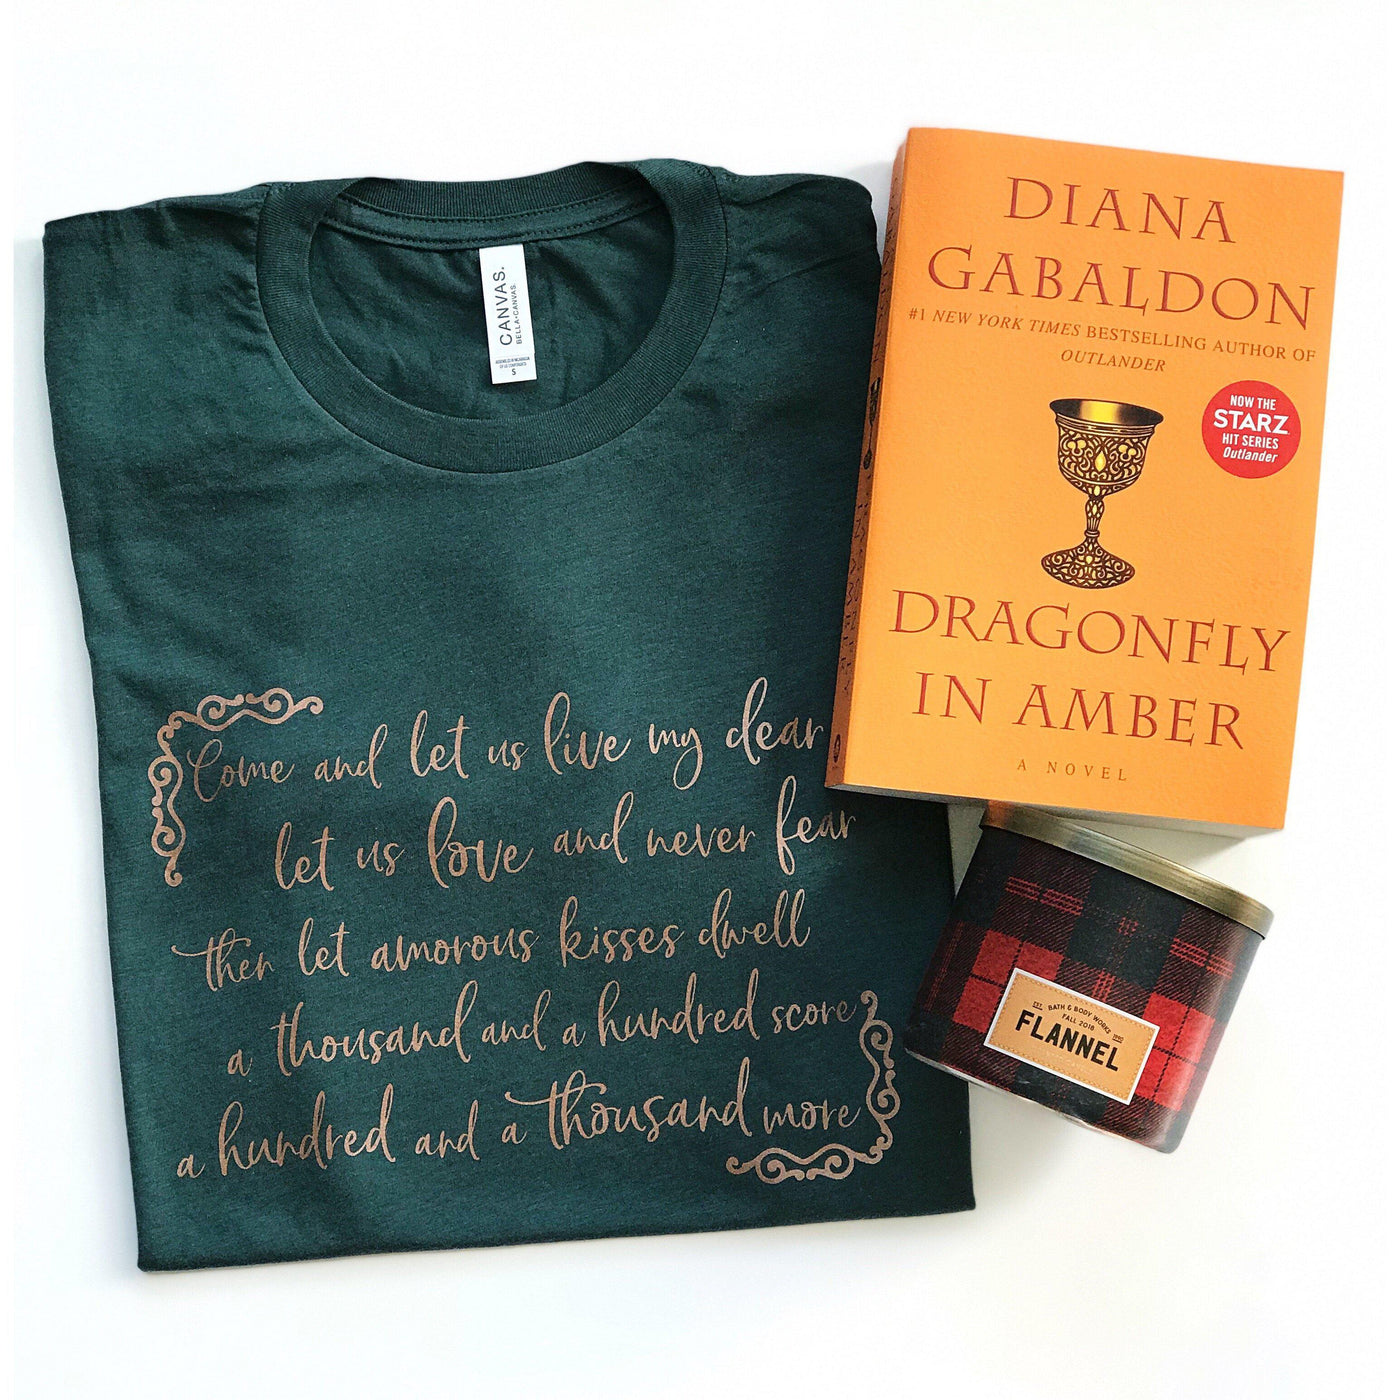 CANVAS.
BELLA+CANVAS.
S
Come and let us live my dear
let us love and never fear
then let amorous kisses dwell
a thousand and a hundred score
a hundred and a thousand more
DIANA
GABALDON
#1 NEW YORK TIMES BESTSELLING AUTHOR OF
OUTLANDER
NOW THE
STARZ
HIT SERIES
Outlander
DRAGONFLY
IN AMBER
A NOVEL
EST. BATH & BODY WORKS 1990
FALL 2018
FLANNEL